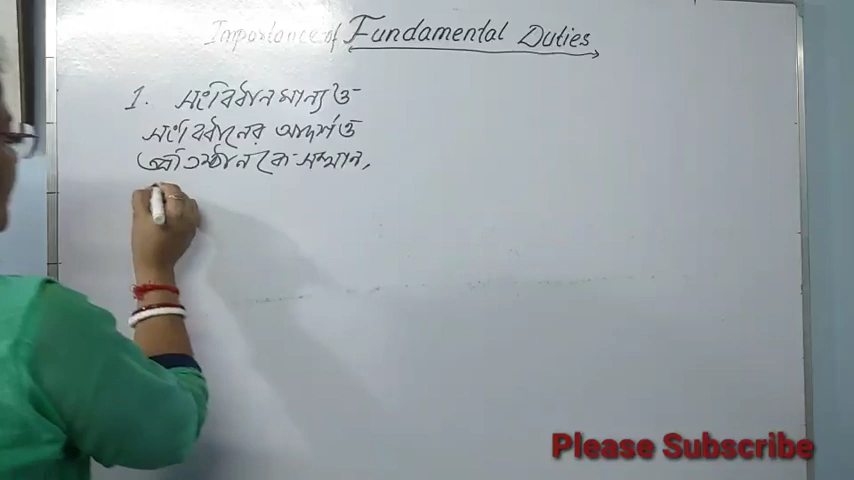 Importance of Fundamental Duties
1. সংবিধান মান্য ও
সংবিধানের আদর্শ ও
প্রতিষ্ঠানকে সম্মান,
Please Subscribe